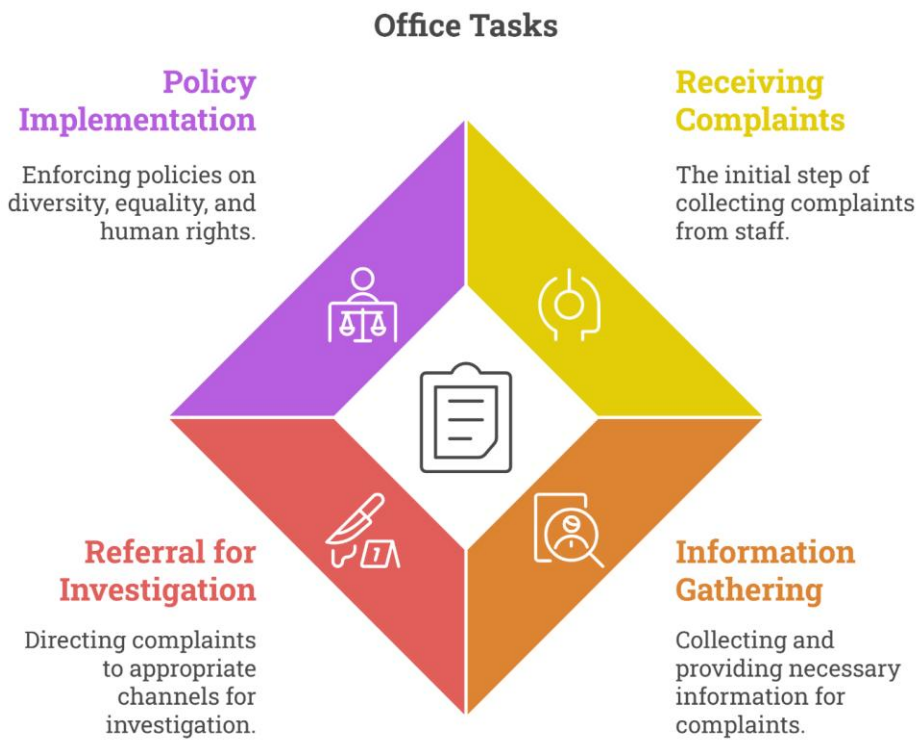 Office Tasks
Policy
Implementation
Enforcing policies on
diversity, equality, and
human rights.
Receiving
Complaints
The initial step of
collecting complaints
from staff.
1
Referral for
Investigation
Directing complaints
to appropriate
channels for
investigation.
Information
Gathering
Collecting and
providing necessary
information for
complaints.